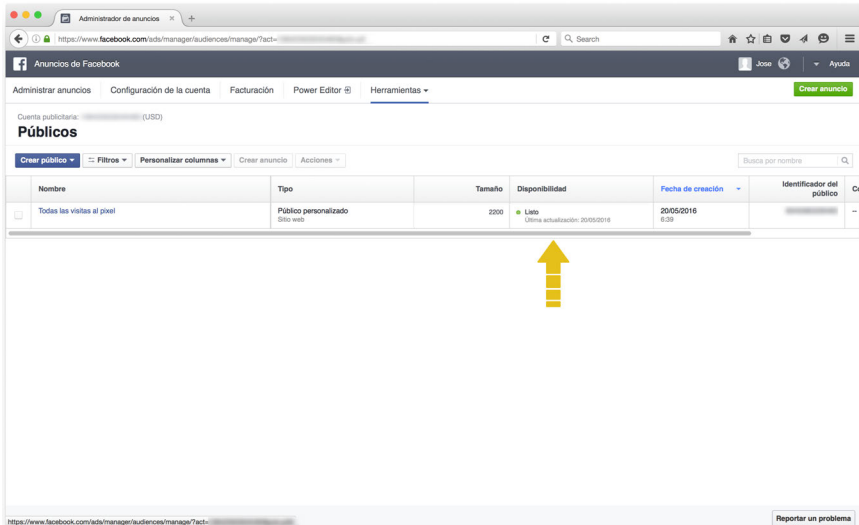 Administrador de anuncios
https://www.facebook.com/ads/manager/audiences/manage/?act=
Search
Anuncios de Facebook
Jose
Ayuda
Administrar anuncios Configuración de la cuenta Facturación Power Editor Herramientas
Crear anuncio
Cuenta publicitaria: (USD)
Públicos
Crear público Filtros Personalizar columnas Crear anuncio Acciones
Busca por nombre
Nombre Tipo Tamaño Disponibilidad Fecha de creación Identificador del público
Todas las visitas al pixel Público personalizado 2200 Listo 20/05/2016 –
Sitio web Última actualización: 20/05/2016 6:39
https://www.facebook.com/ads/manager/audiences/manage/?act=
Reportar un problema